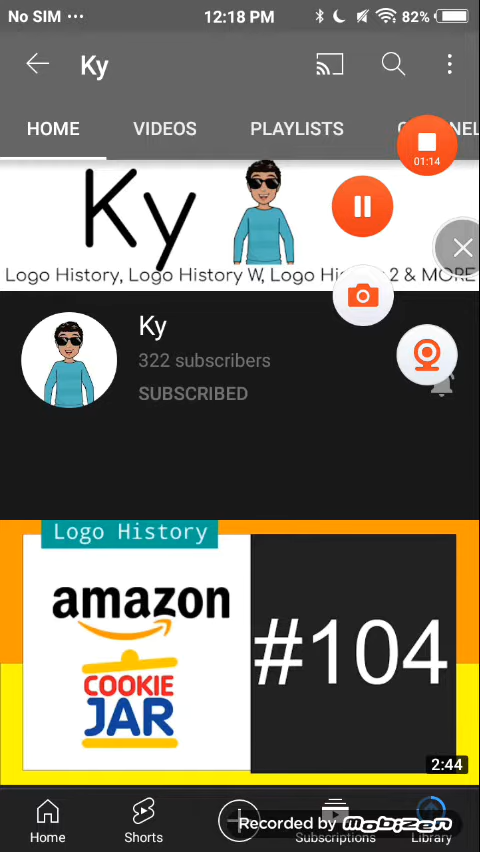 No SIM
12:18 PM
82%
Ky
HOME
VIDEOS
PLAYLISTS
01:14
Ky
Logo History, Logo History W, Logo 2 & MORE
Ky
322 subscribers
SUBSCRIBED
Logo History
amazon
COOKIE
JAR
#104
2:44
Home
Shorts
Subscriptions
Library
Recorded by MOBIZEN